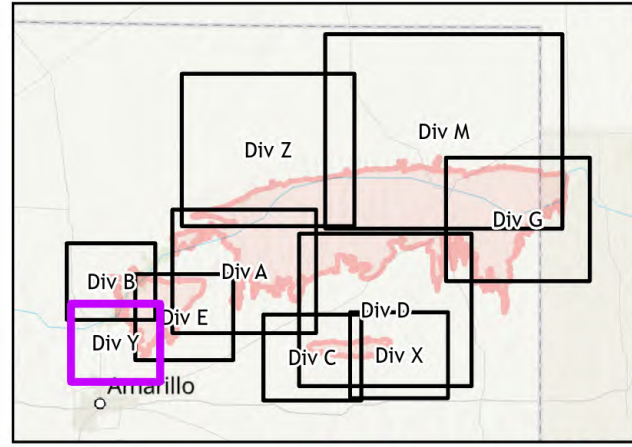 Div M
Div Z
Div G
Div A
Div B
Div D
Div E
Div Y
Div C
Div X
Amarillo